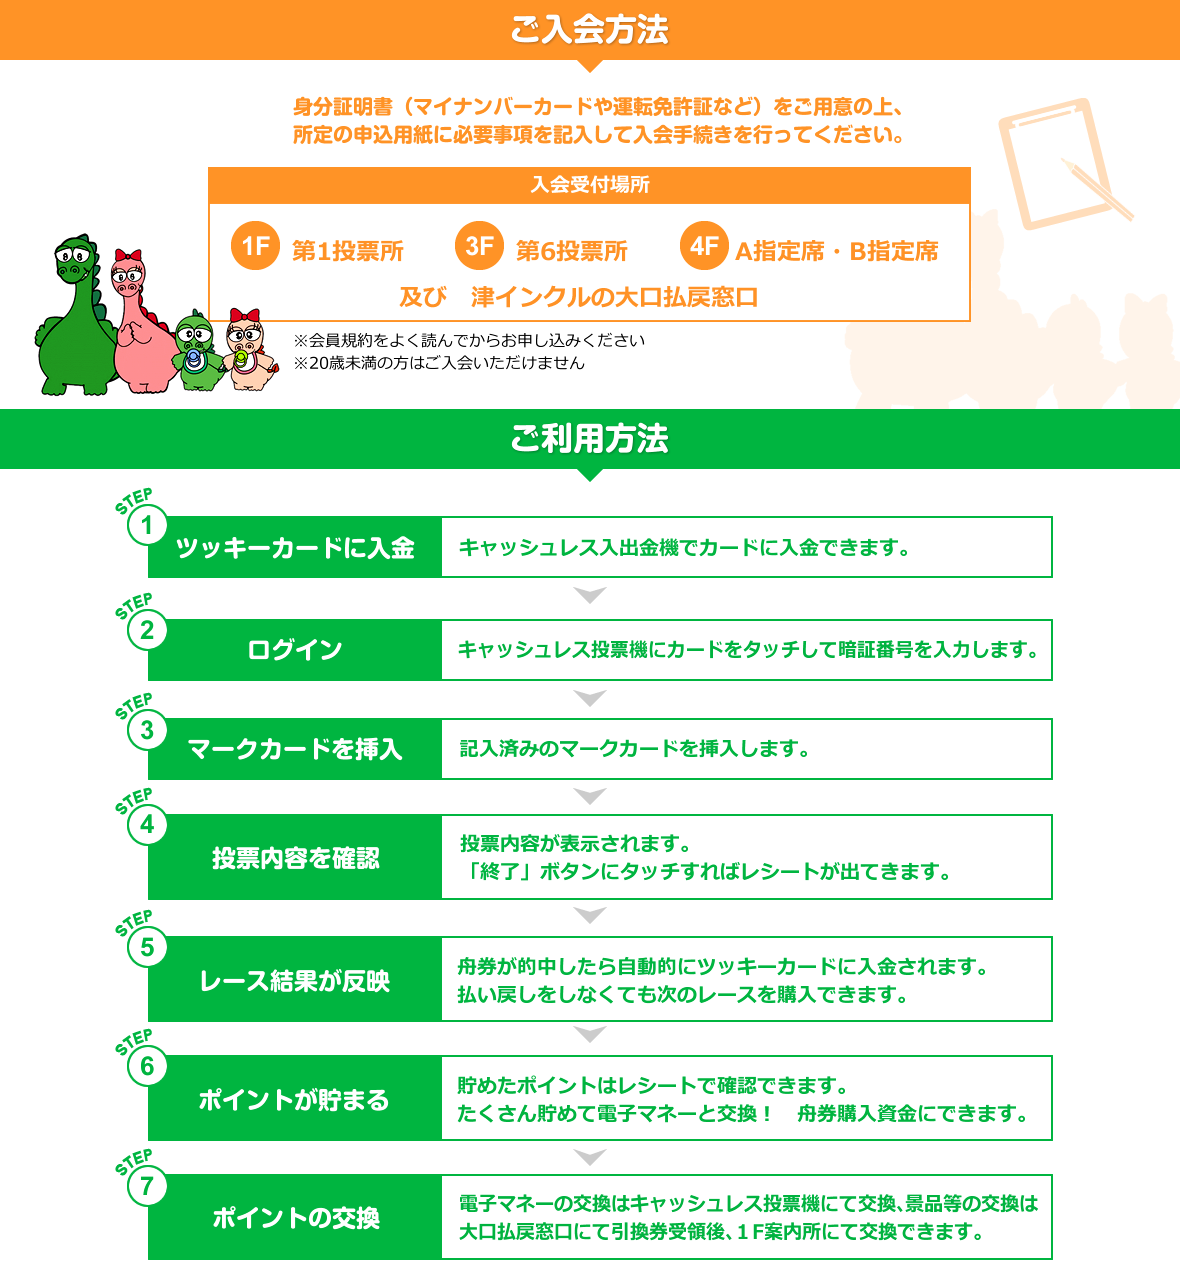 ご入会方法
身分証明書（マイナンバーカードや運転免許証など）をご用意の上、
所定の申込用紙に必要事項を記入して入会手続きを行ってください。
入会受付場所
1F 第1投票所 3F 第6投票所 4F A指定席・B指定席
及び　津インクルの大口払戻窓口
※会員規約をよく読んでからお申し込みください
※20歳未満の方はご入会いただけません
ご利用方法
STEP
1
ツッキーカードに入金
キャッシュレス入出金機でカードに入金できます。
STEP
2
ログイン
キャッシュレス投票機にカードをタッチして暗証番号を入力します。
STEP
3
マークカードを挿入
記入済みのマークカードを挿入します。
STEP
4
投票内容を確認
投票内容が表示されます。
「終了」ボタンにタッチすればレシートが出てきます。
STEP
5
レース結果が反映
舟券が的中したら自動的にツッキーカードに入金されます。
払い戻しをしなくても次のレースを購入できます。
STEP
6
ポイントが貯まる
貯めたポイントはレシートで確認できます。
たくさん貯めて電子マネーと交換！　舟券購入資金にできます。
STEP
7
ポイントの交換
電子マネーの交換はキャッシュレス投票機にて交換、景品等の交換は
大口払戻窓口にて引換券受領後、１F案内所にて交換できます。